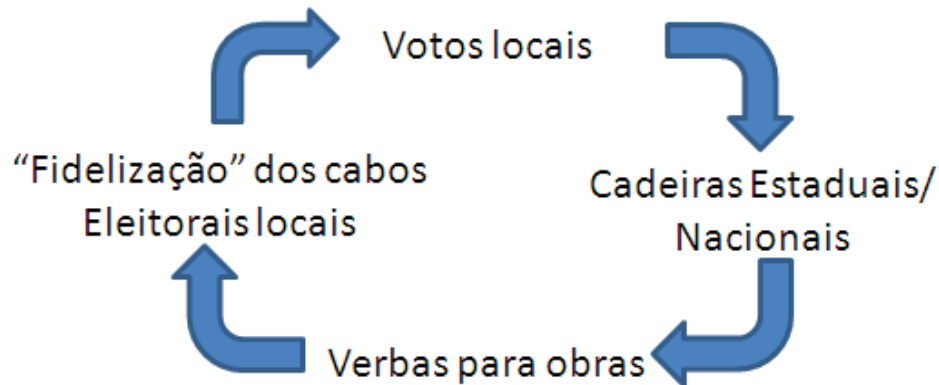 Votos locais
“Fidelização” dos cabos
Eleitorais locais
Cadeiras Estaduais/
Nacionais
Verbas para obras